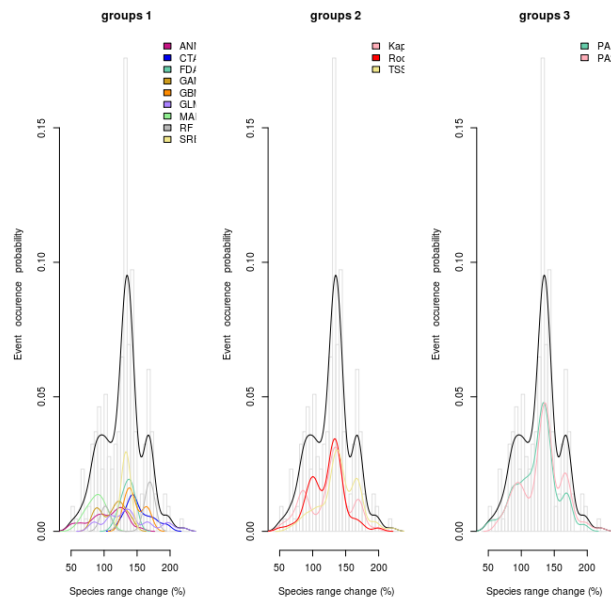 groups 1
ANN
CTA
FDA
GAM
GBM
GLM
MAI
RF
SRE
0.15
0.10
0.05
0.00
Event occurence probability
50 100 150 200
Species range change (%)
groups 2
Kap
Roc
TSS
0.15
0.10
0.05
0.00
Event occurence probability
50 100 150 200
Species range change (%)
groups 3
PA
PA
0.15
0.10
0.05
0.00
Event occurence probability
50 100 150 200
Species range change (%)